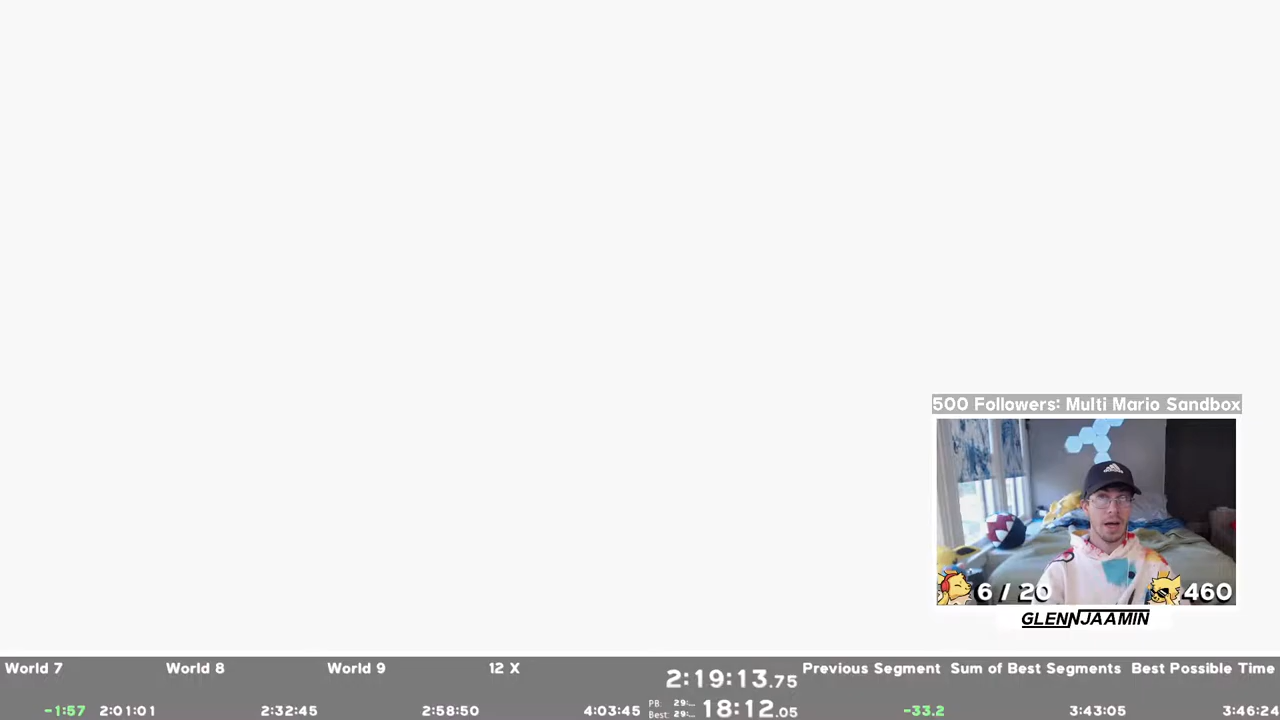 500 Followers: Multi Mario Sandbox
6 / 20
460
GLENNJAAMIN
World 7 World 8 World 9 12 X 2:19:13.75 Previous Segment Sum of Best Segments Best Possible Time
-1:57 2:01:01 2:32:45 2:58:50 4:03:45 PB: 29:... 18:12.05 -33.2 3:43:05 3:46:24
Best: 29:...